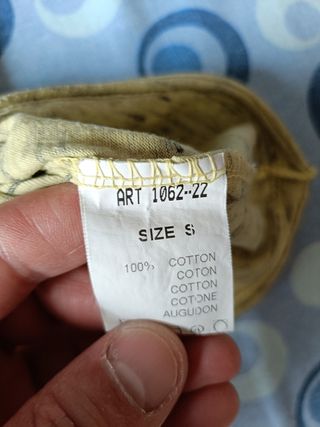 ART 1062-22
SIZE S
100% COTTON
COTON
COTTON
COTONE
AUGUDON